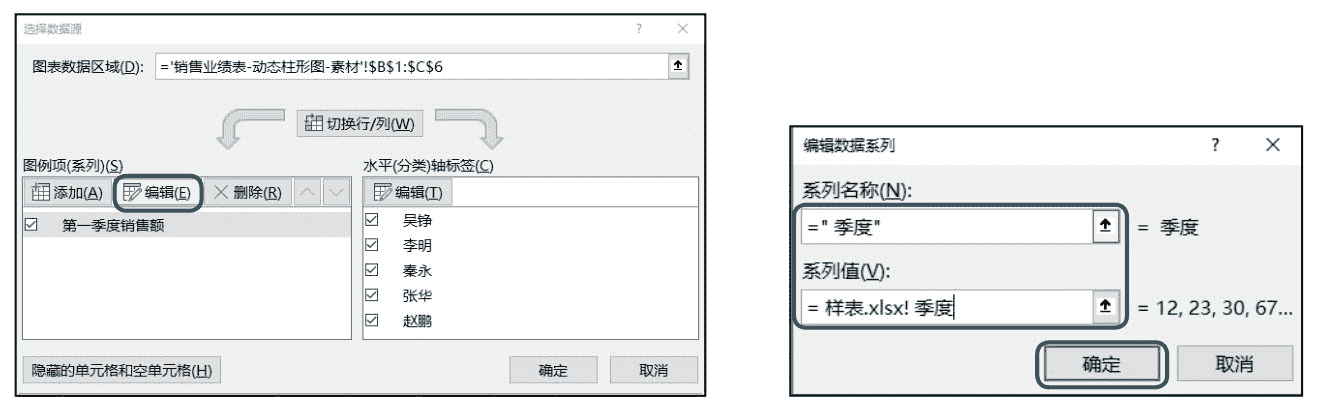 选择数据源
图表数据区域(D): ='销售业绩表-动态柱形图-素材'!$B$1:$C$6
切换行/列(W)
图例项(系列)(S)
添加(A) 编辑(E) 删除(R)
第一季度销售额
水平(分类)轴标签(C)
编辑(T)
吴铮
李明
秦永
张华
赵鹏
隐藏的单元格和空单元格(H) 确定 取消
编辑数据系列
系列名称(N):
=" 季度" = 季度
系列值(V):
= 样表.xlsx! 季度 = 12, 23, 30, 67...
确定 取消